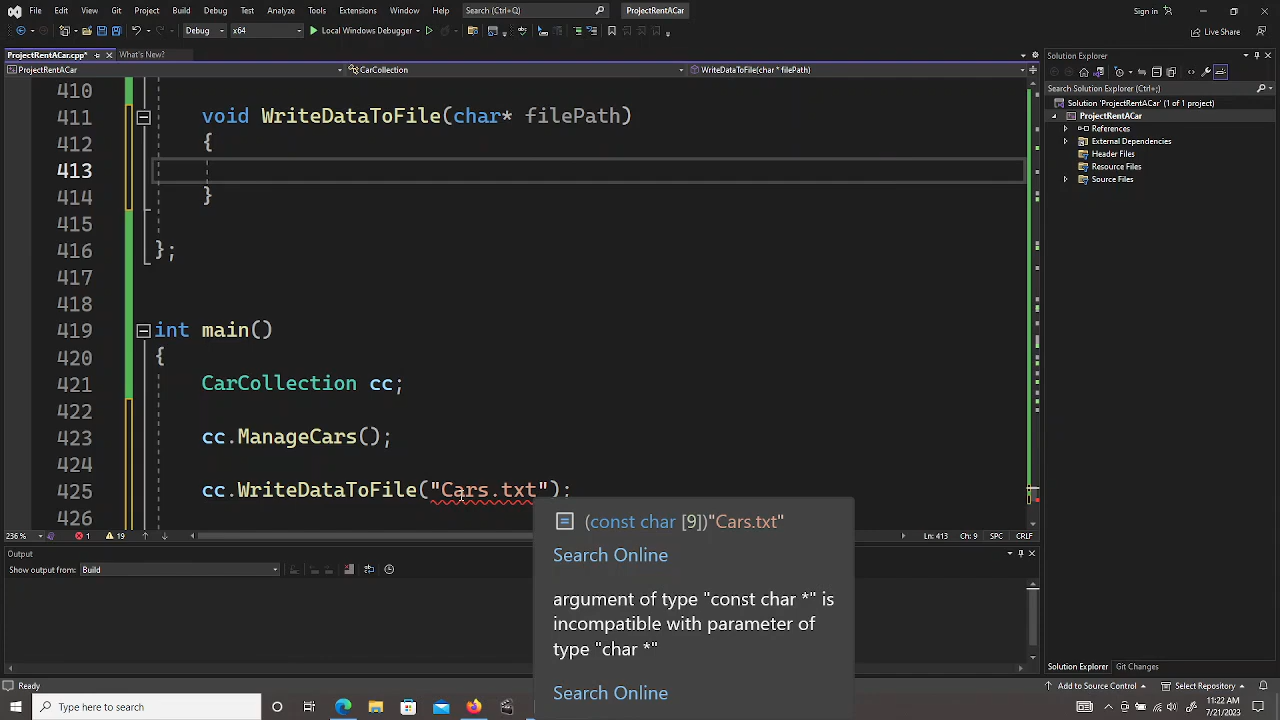 File Edit View Git Project Build Debug Test Analyze Tools Extensions Window Help Search (Ctrl+Q) ProjectRentACar Sign in
Debug x64 Local Windows Debugger Live Share
ProjectRentACar.cpp* What's New? Solution Explorer
ProjectRentACar CarCollection WriteDataToFile(char * filePath)
Search Solution Explorer (Ctrl+;)
Solution 'ProjectRentACar' (1 of 1 project)
ProjectRentACar
References
External Dependencies
Header Files
Resource Files
Source Files
410
411 void WriteDataToFile(char* filePath)
412 {
413
414 }
415
416 };
417
418
419 int main()
420 {
421 CarCollection cc;
422
423 cc.ManageCars();
424
425 cc.WriteDataToFile("Cars.txt");
426
(const char [9])"Cars.txt"
Search Online
argument of type "const char *" is
incompatible with parameter of
type "char *"
Search Online
236 % 1 19 Ln: 413 Ch: 9 SPC CRLF
Output
Show output from: Build
Solution Explorer Git Changes
Ready Add to Source Control Select Repository
Type here to search
11:22 AM
7/21/2023